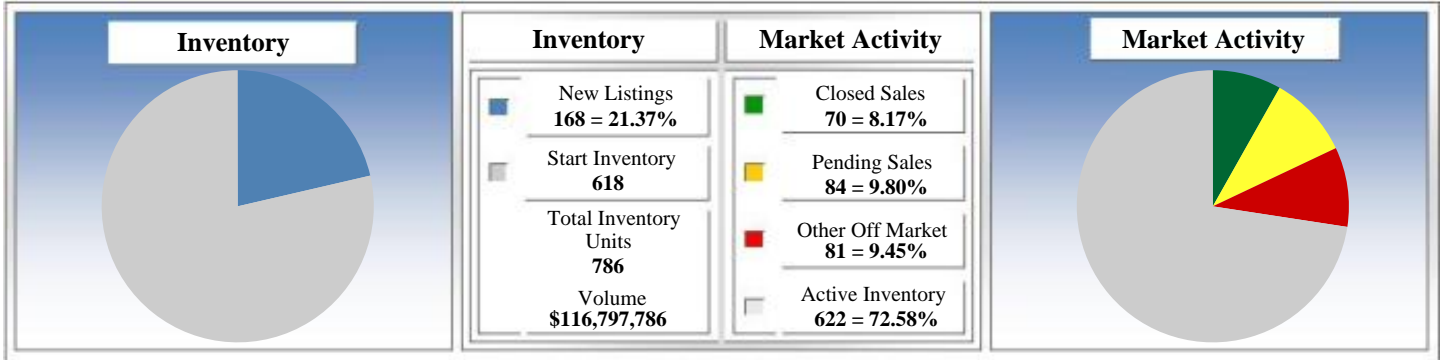 Inventory
Inventory
Market Activity
New Listings
168 = 21.37%
Start Inventory
618
Total Inventory
Units
786
Volume
$116,797,786
Closed Sales
70 = 8.17%
Pending Sales
84 = 9.80%
Other Off Market
81 = 9.45%
Active Inventory
622 = 72.58%
Market Activity